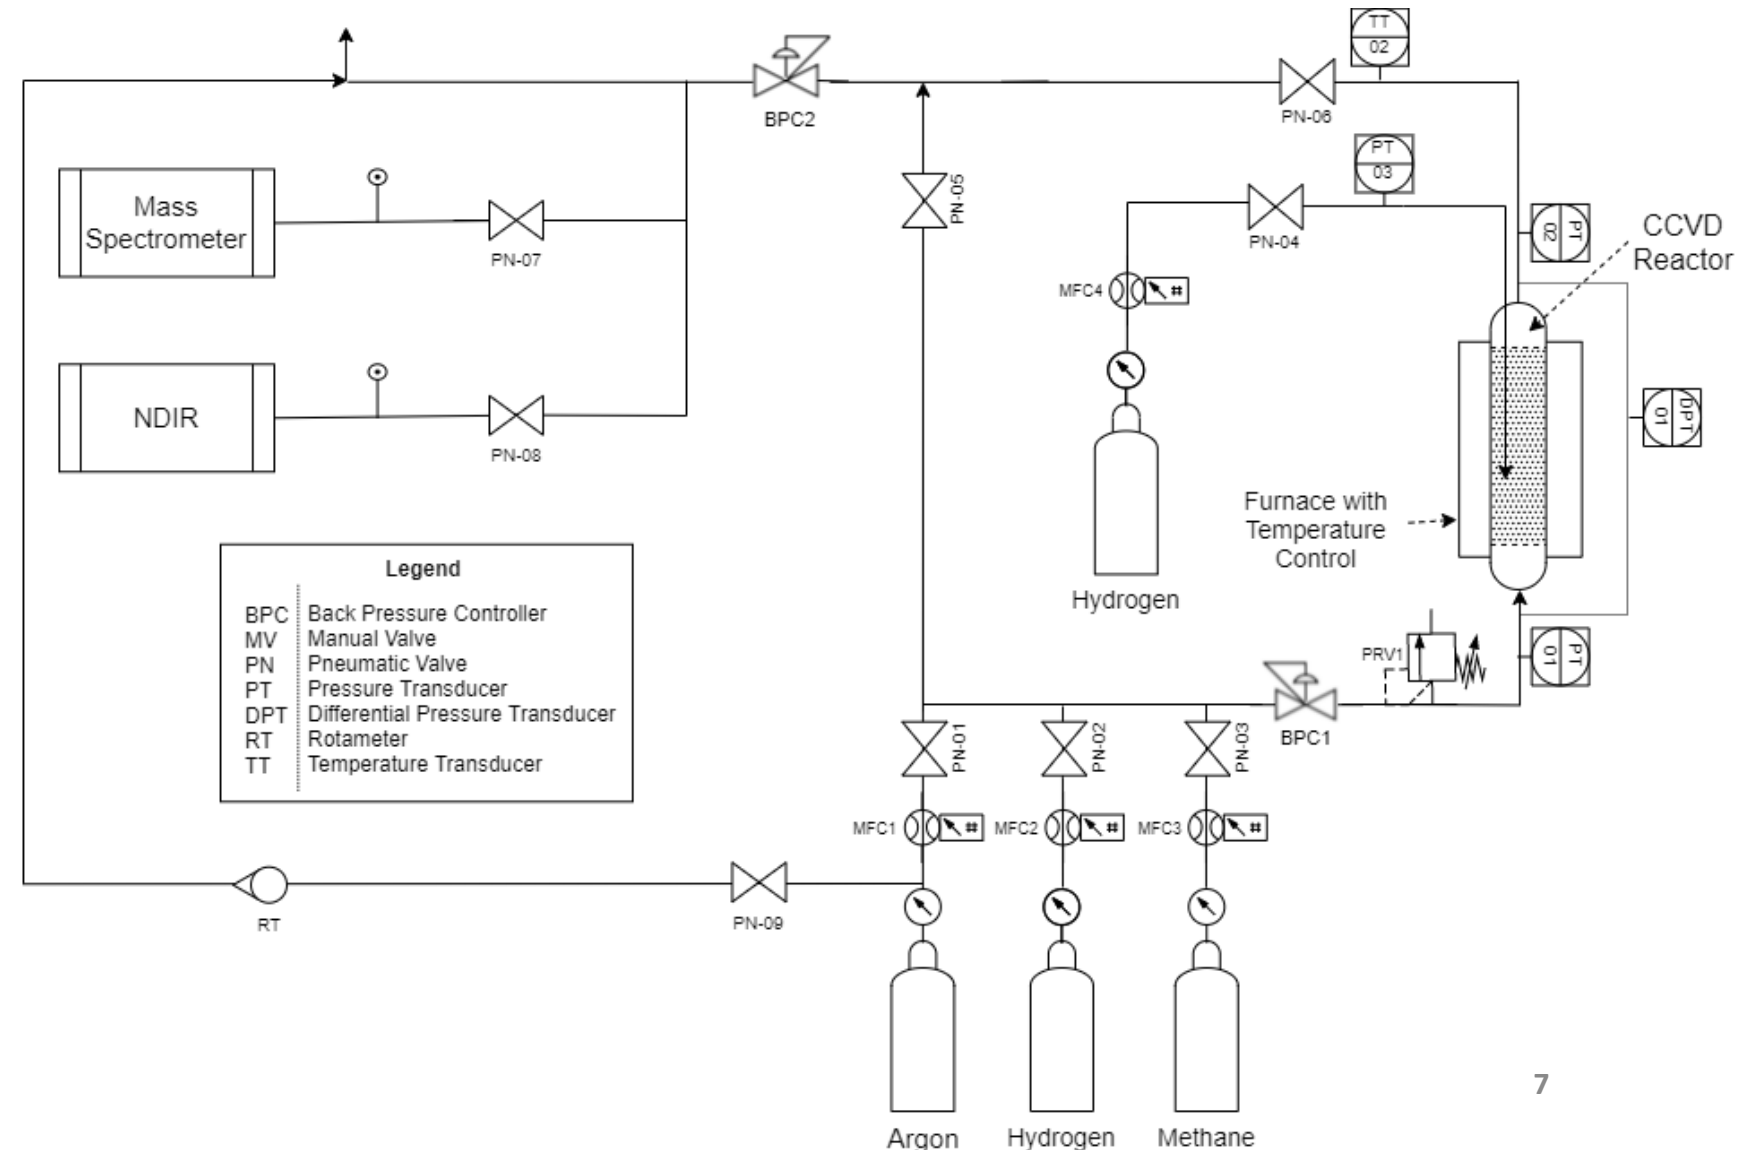 TT
02
BPC2
PN-06
PT
03
Mass
Spectrometer
PN-05
PN-07
PN-04
PT
02
CCVD
Reactor
MFC4
#
NDIR
PN-08
DPT
01
Furnace with
Temperature
Control
Hydrogen
Legend
BPC Back Pressure Controller
MV Manual Valve
PN Pneumatic Valve
PT Pressure Transducer
DPT Differential Pressure Transducer
RT Rotameter
TT Temperature Transducer
PRV1
PT
01
BPC1
PN-01
PN-02
PN-03
MFC1
#
MFC2
#
MFC3
#
RT
PN-09
Argon
Hydrogen
Methane
7